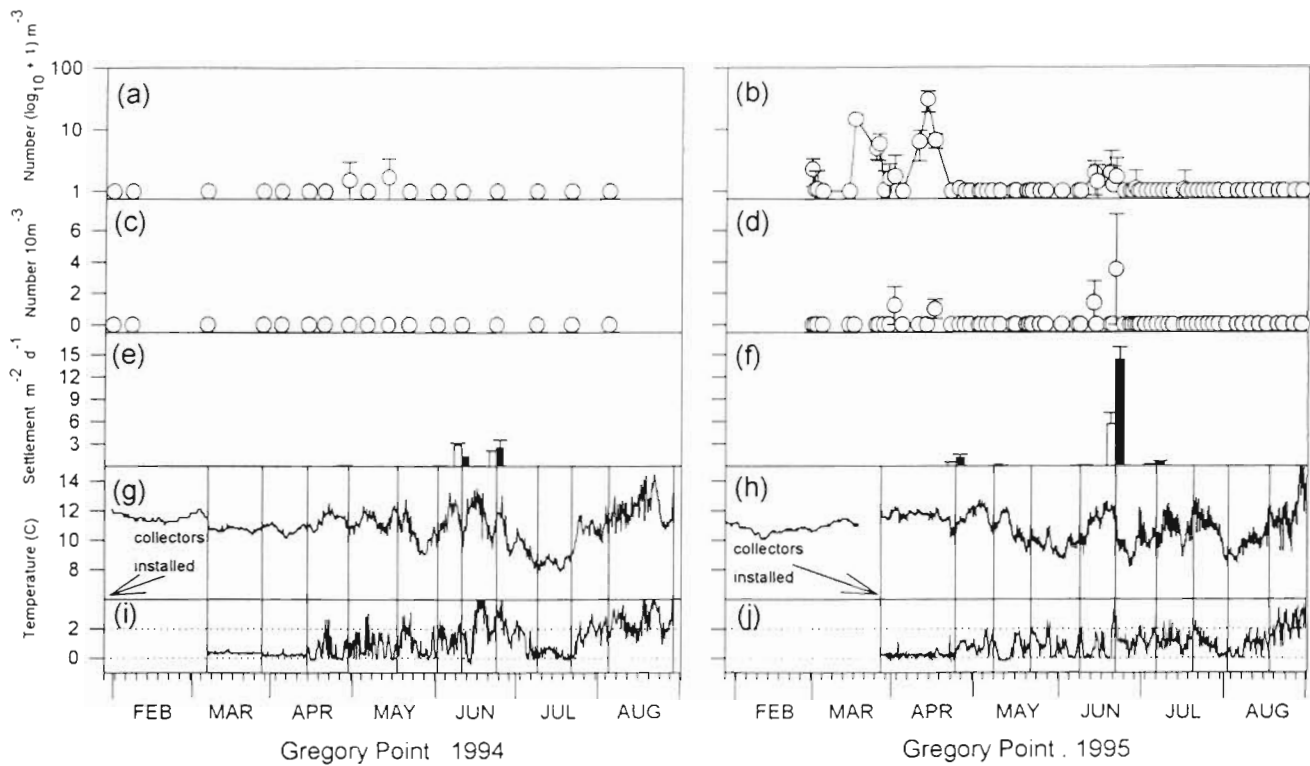 Number (log10 + 1) m-3
100
10
1
(a)
(b)
Number 10m-3
6
4
2
0
(c)
(d)
Settlement m-2 d-1
15
12
9
6
3
(e)
(f)
Temperature (C)
14
12
10
8
(g)
collectors
installed
(h)
collectors
installed
2
0
(i)
(j)
FEB MAR APR MAY JUN JUL AUG
FEB MAR APR MAY JUN JUL AUG
Gregory Point 1994
Gregory Point . 1995